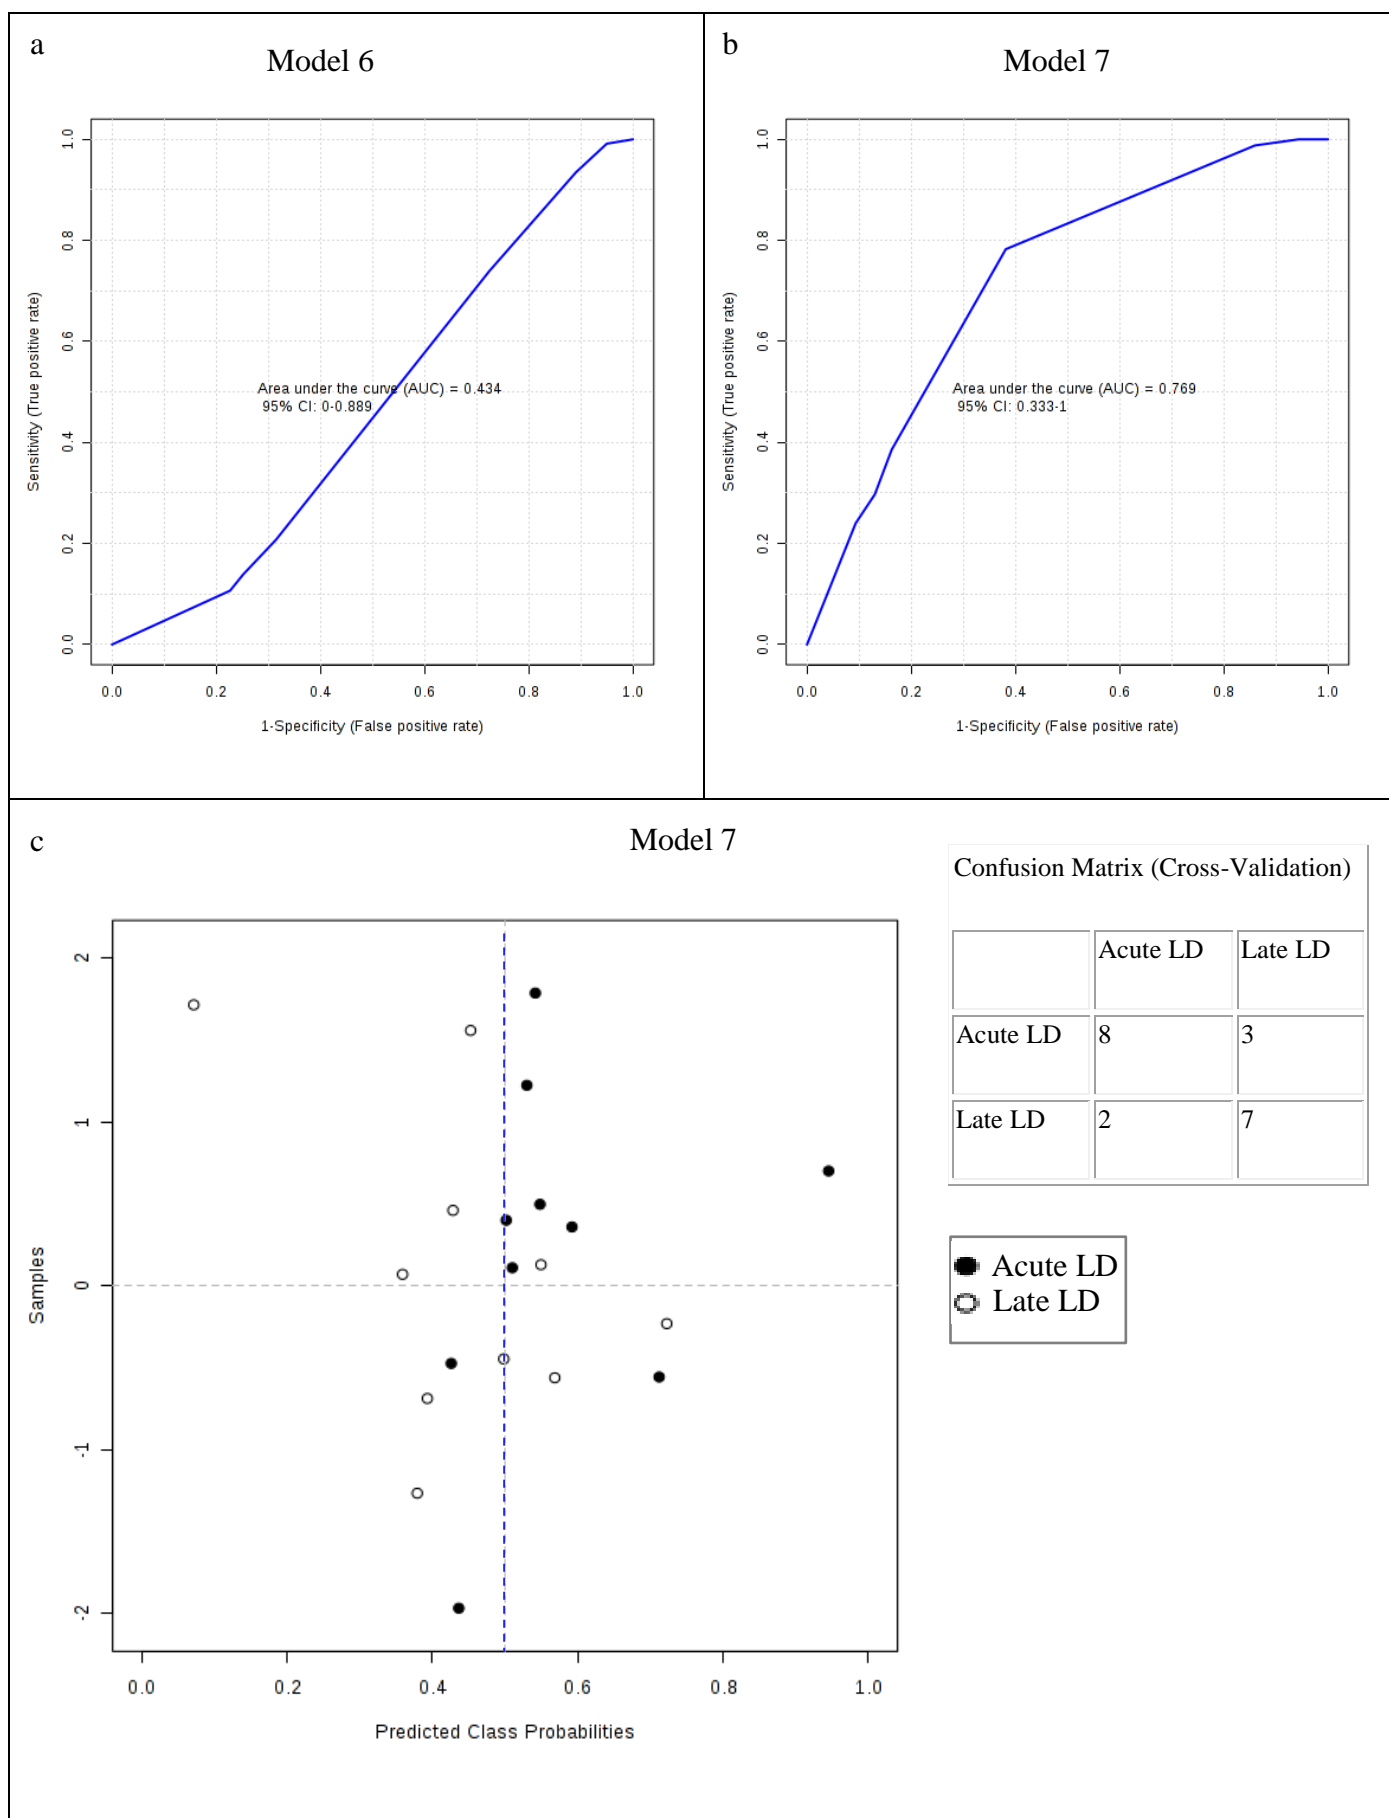 a
Model 6
1.0
0.8
0.6
0.4
0.2
0.0
Sensitivity (True positive rate)
Area under the curve (AUC) = 0.434
95% CI: 0-0.889
0.0 0.2 0.4 0.6 0.8 1.0
1-Specificity (False positive rate)
b
Model 7
1.0
0.8
0.6
0.4
0.2
0.0
Sensitivity (True positive rate)
Area under the curve (AUC) = 0.769
95% CI: 0.333-1
0.0 0.2 0.4 0.6 0.8 1.0
1-Specificity (False positive rate)
c
Model 7
2
1
0
-1
-2
Samples
0.0 0.2 0.4 0.6 0.8 1.0
Predicted Class Probabilities
Confusion Matrix (Cross-Validation)
Acute LD Late LD
Acute LD 8 3
Late LD 2 7
Acute LD
Late LD